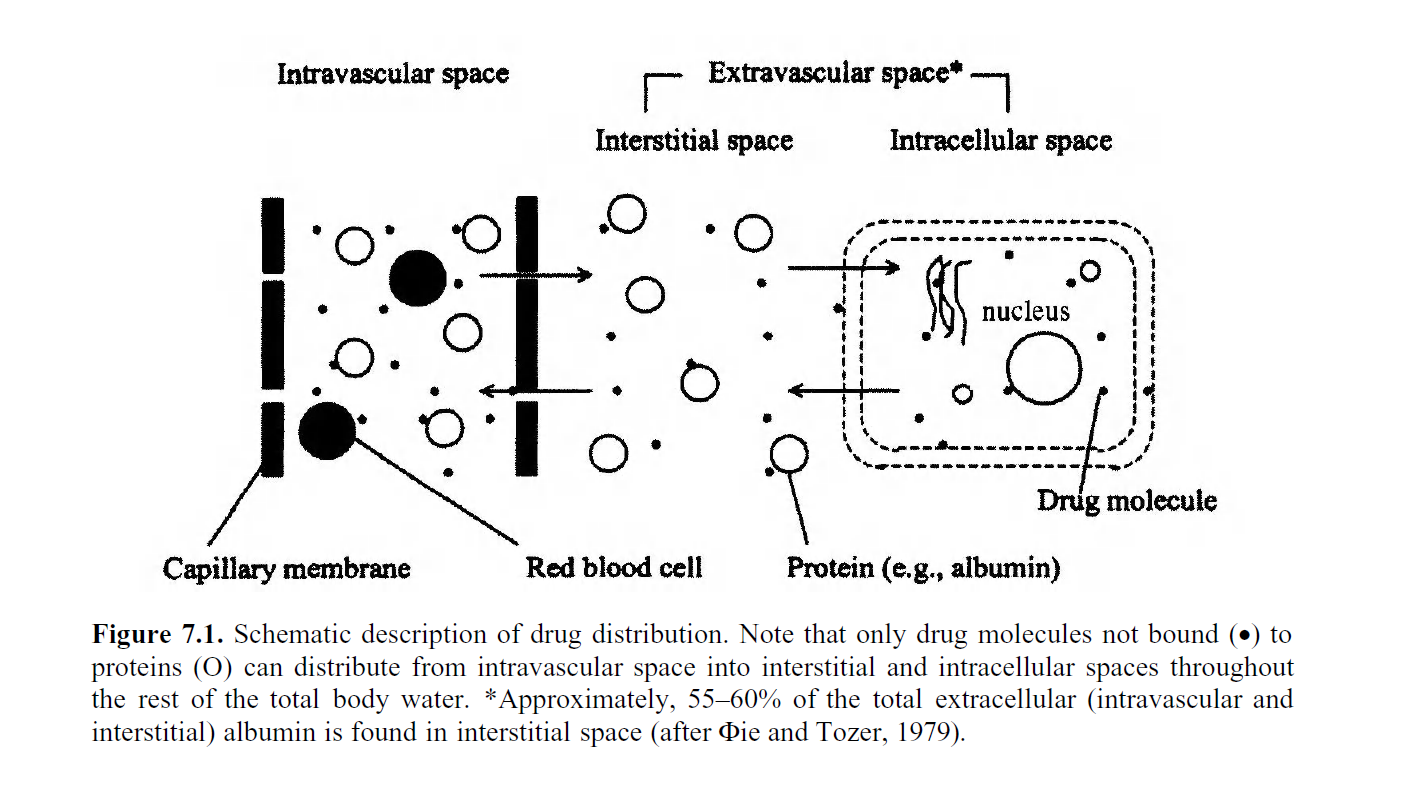 Intravascular space
Extravascular space*
Interstitial space
Intracellular space
nucleus
Drug molecule
Capillary membrane
Red blood cell
Protein (e.g., albumin)
Figure 7.1. Schematic description of drug distribution. Note that only drug molecules not bound (•) to
proteins (O) can distribute from intravascular space into interstitial and intracellular spaces throughout
the rest of the total body water. *Approximately, 55–60% of the total extracellular (intravascular and
interstitial) albumin is found in interstitial space (after Φie and Tozer, 1979).